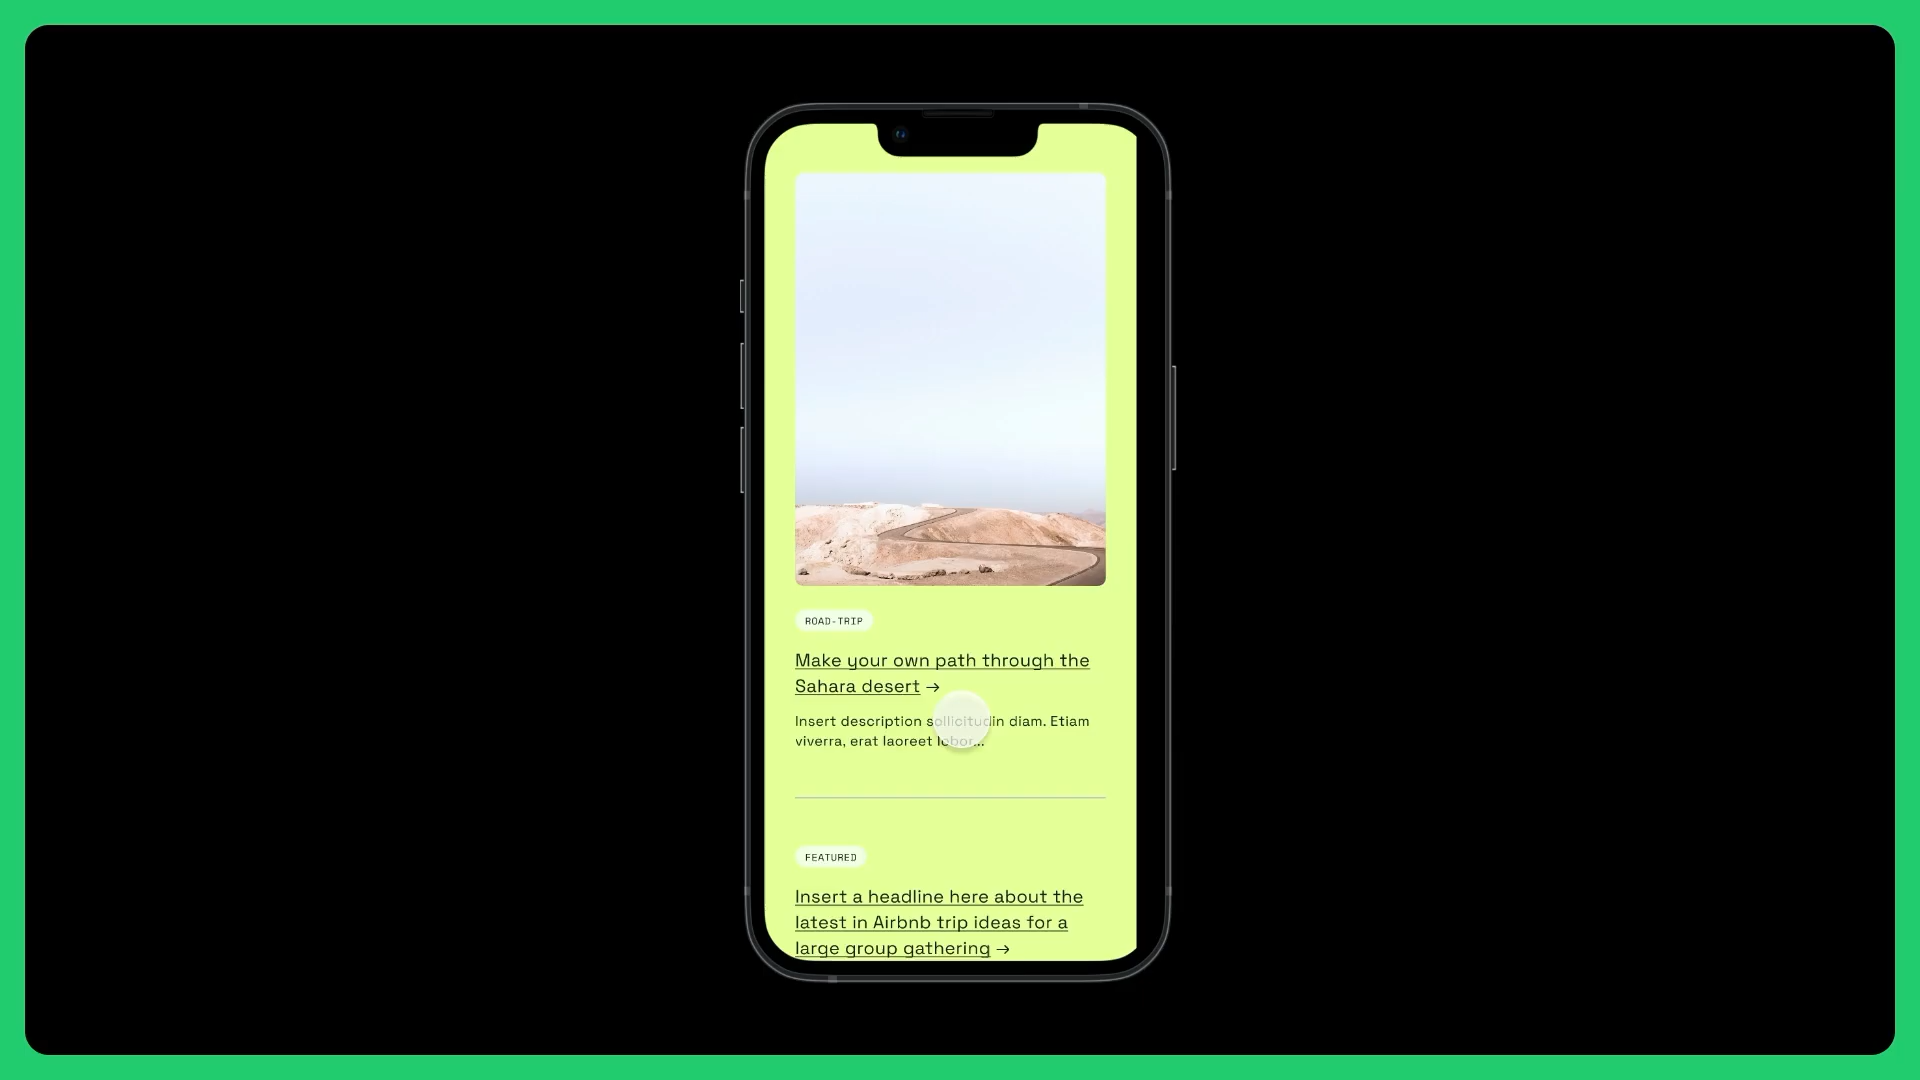 ROAD-TRIP
Make your own path through the
Sahara desert →
Insert description sollicitudin diam. Etiam
viverra, erat laoreet lobor...
FEATURED
Insert a headline here about the
latest in Airbnb trip ideas for a
large group gathering →